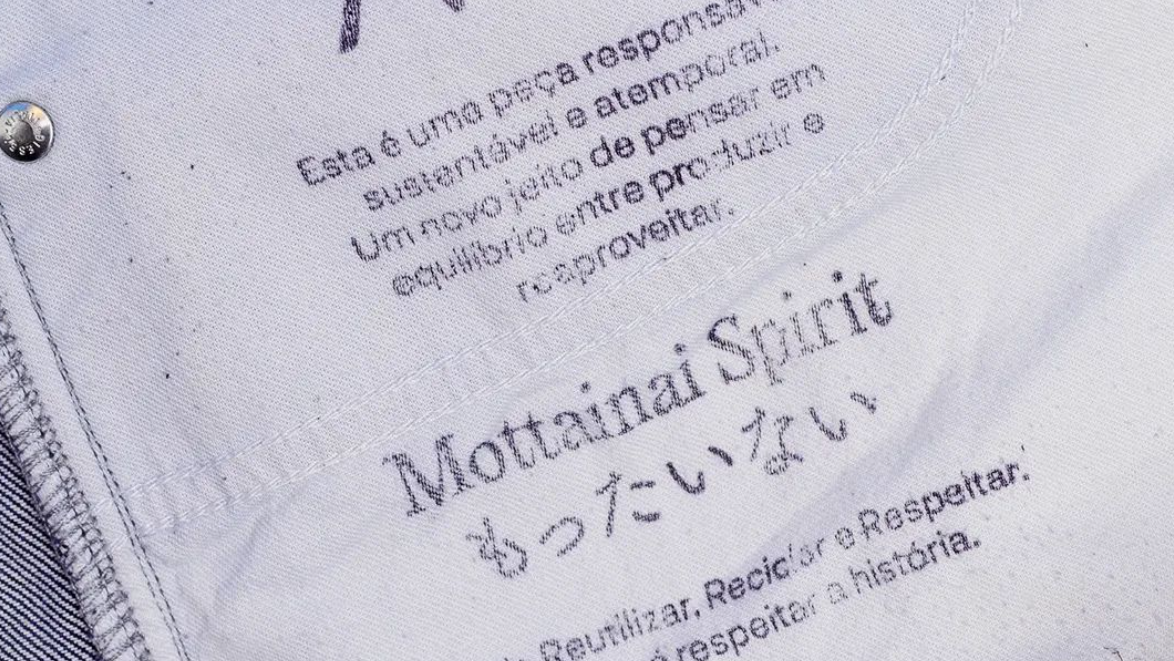 Esta é uma peça responsáv
sustentável e atemporal.
Um novo jeito de pensar em
equilíbrio entre produzir e
reaproveitar.
Mottainai Spirit
もったいない
Reutilizar, Reciclar e Respeitar.
é respeitar a história.